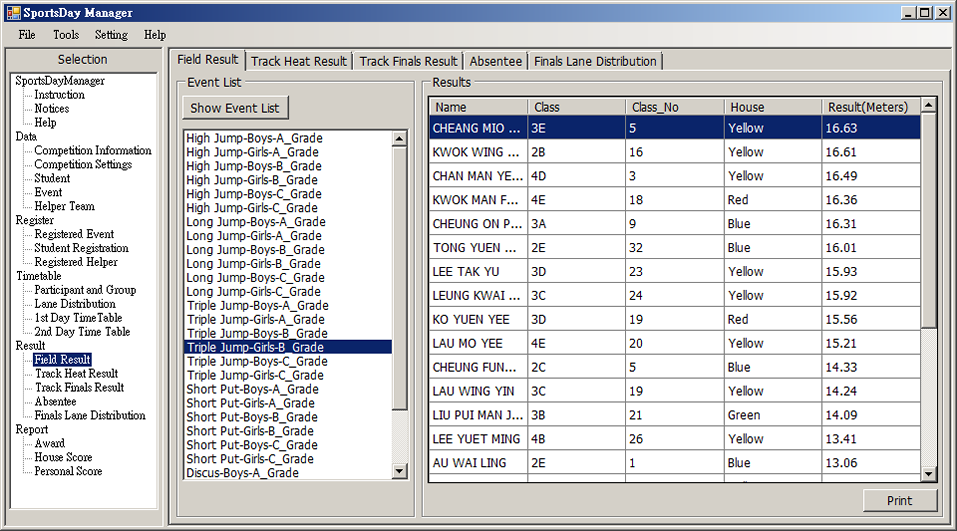 SportsDay Manager
File Tools Setting Help
Selection
SportsDayManager
Instruction
Notices
Help
Data
Competition Information
Competition Settings
Student
Event
Helper Team
Register
Registered Event
Student Registration
Registered Helper
Timetable
Participant and Group
Lane Distribution
1st Day TimeTable
2nd Day Time Table
Result
Field Result
Track Heat Result
Track Finals Result
Absentee
Finals Lane Distribution
Report
Award
House Score
Personal Score
Field Result Track Heat Result Track Finals Result Absentee Finals Lane Distribution
Event List
Show Event List
High Jump-Boys-A_Grade
High Jump-Girls-A_Grade
High Jump-Boys-B_Grade
High Jump-Girls-B_Grade
High Jump-Boys-C_Grade
High Jump-Girls-C_Grade
Long Jump-Boys-A_Grade
Long Jump-Girls-A_Grade
Long Jump-Boys-B_Grade
Long Jump-Girls-B_Grade
Long Jump-Boys-C_Grade
Long Jump-Girls-C_Grade
Triple Jump-Boys-A_Grade
Triple Jump-Girls-A_Grade
Triple Jump-Boys-B_Grade
Triple Jump-Girls-B_Grade
Triple Jump-Boys-C_Grade
Triple Jump-Girls-C_Grade
Short Put-Boys-A_Grade
Short Put-Girls-A_Grade
Short Put-Boys-B_Grade
Short Put-Girls-B_Grade
Short Put-Boys-C_Grade
Short Put-Girls-C_Grade
Discus-Boys-A_Grade
Results
Name Class Class_No House Result(Meters)
CHEANG MIO ... 3E 5 Yellow 16.63
KWOK WING ... 2B 16 Yellow 16.61
CHAN MAN YE... 4D 3 Yellow 16.49
KWOK MAN F... 4E 18 Red 16.36
CHEUNG ON P... 3A 9 Blue 16.31
TONG YUEN ... 2E 32 Blue 16.01
LEE TAK YU 3D 23 Yellow 15.93
LEUNG KWAI ... 3C 24 Yellow 15.92
KO YUEN YEE 3D 19 Red 15.56
LAU MO YEE 4E 20 Yellow 15.21
CHEUNG FUN... 2C 5 Blue 14.33
LAU WING YIN 3C 19 Yellow 14.24
LIU PUI MAN J... 3B 21 Green 14.09
LEE YUET MING 4B 26 Yellow 13.41
AU WAI LING 2E 1 Blue 13.06
Print